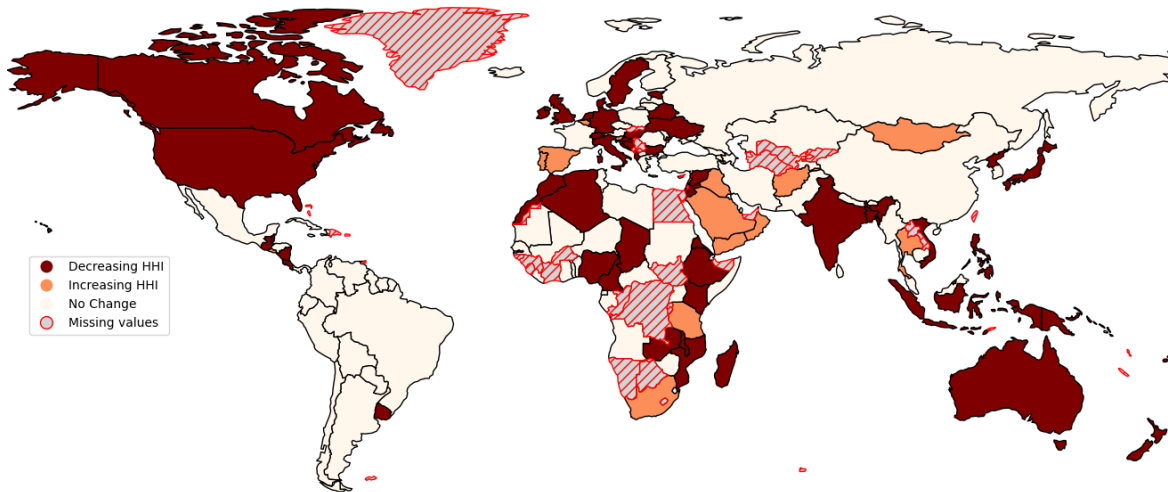 Decreasing HHI
Increasing HHI
No Change
Missing values